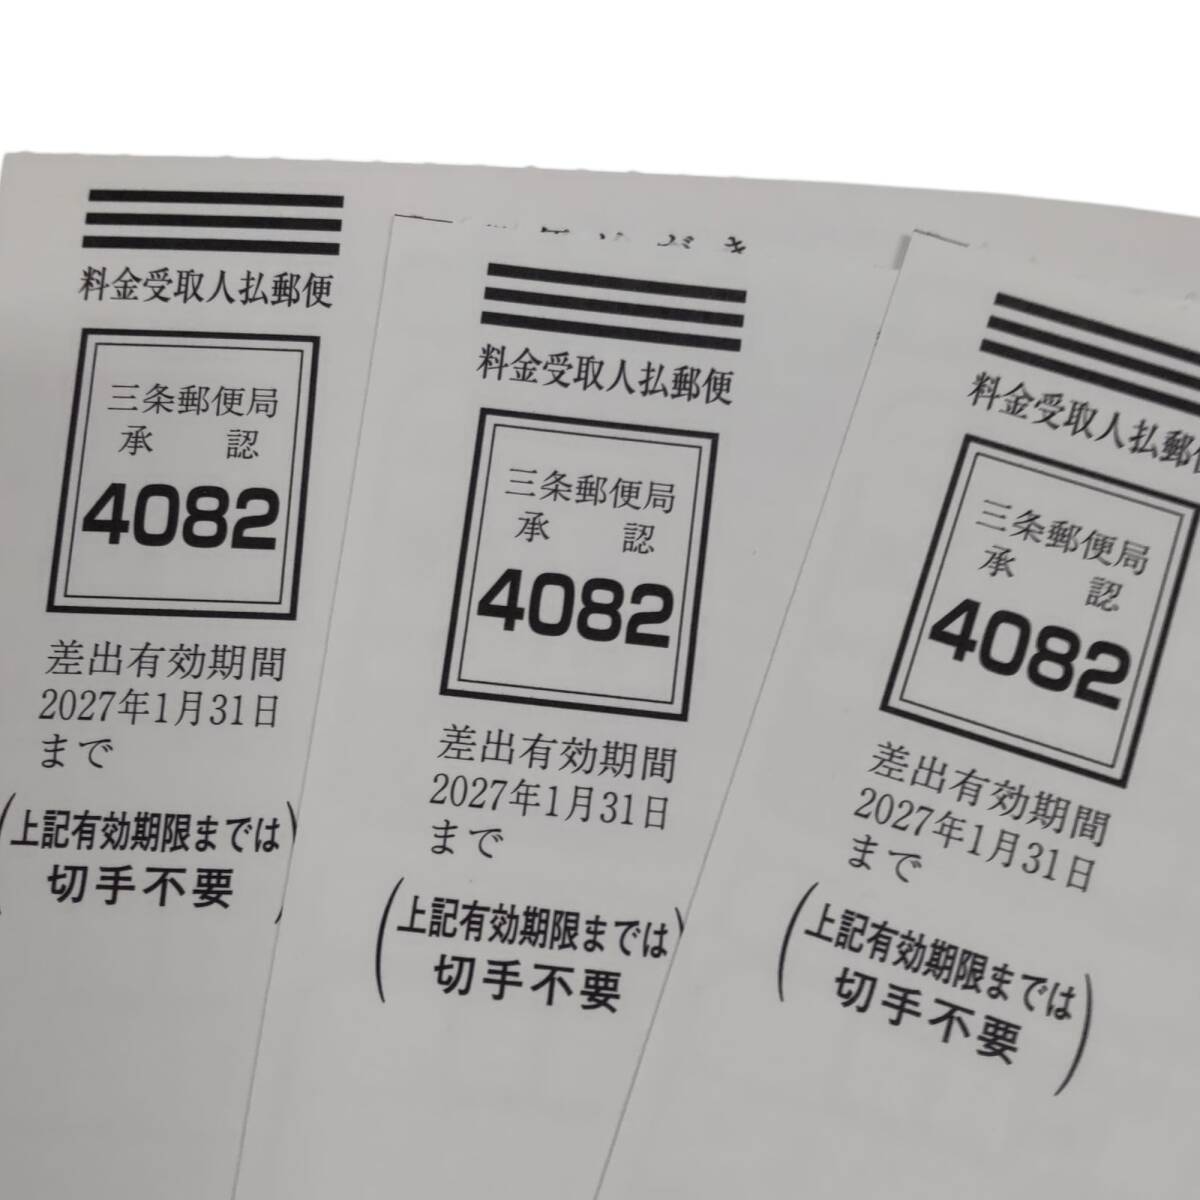 料金受取人払郵便
三条郵便局
承 認
4082
差出有効期間
2027年1月31日
まで
(上記有効期限までは
切手不要)
料金受取人払郵便
三条郵便局
承 認
4082
差出有効期間
2027年1月31日
まで
(上記有効期限までは
切手不要)
料金受取人払郵便
三条郵便局
承 認
4082
差出有効期間
2027年1月31日
まで
(上記有効期限までは
切手不要)